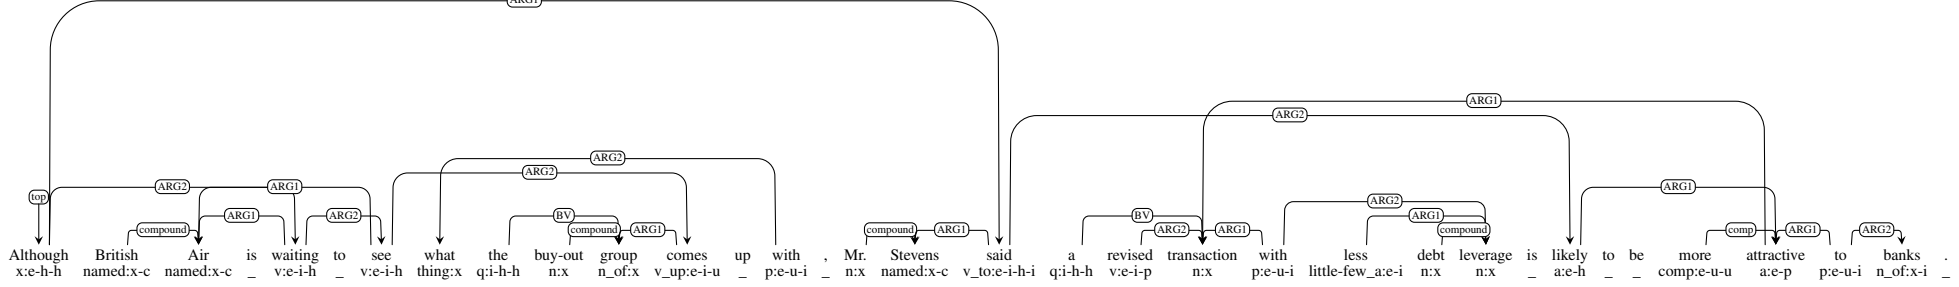 ARG1
ARG1
ARG2
ARG2
ARG2
top
ARG2
ARG1
ARG1
ARG2
ARG1
compound
ARG1
ARG2
BV
compound
ARG1
compound
ARG1
BV
ARG2
ARG1
compound
comp
ARG1
ARG2
Although British Air is waiting to see what the buy-out group comes up with , Mr. Stevens said a revised transaction with less debt leverage is likely to be more attractive to banks .
x:e-h-h named:x-c named:x-c _ v:e-i-h _ v:e-i-h thing:x q:i-h-h n:x n_of:x v_up:e-i-u _ p:e-u-i _ n:x named:x-c v_to:e-i-h-i q:i-h-h v:e-i-p n:x p:e-u-i little-few_a:e-i n:x n:x _ a:e-h _ _ comp:e-u-u a:e-p p:e-u-i n_of:x-i _